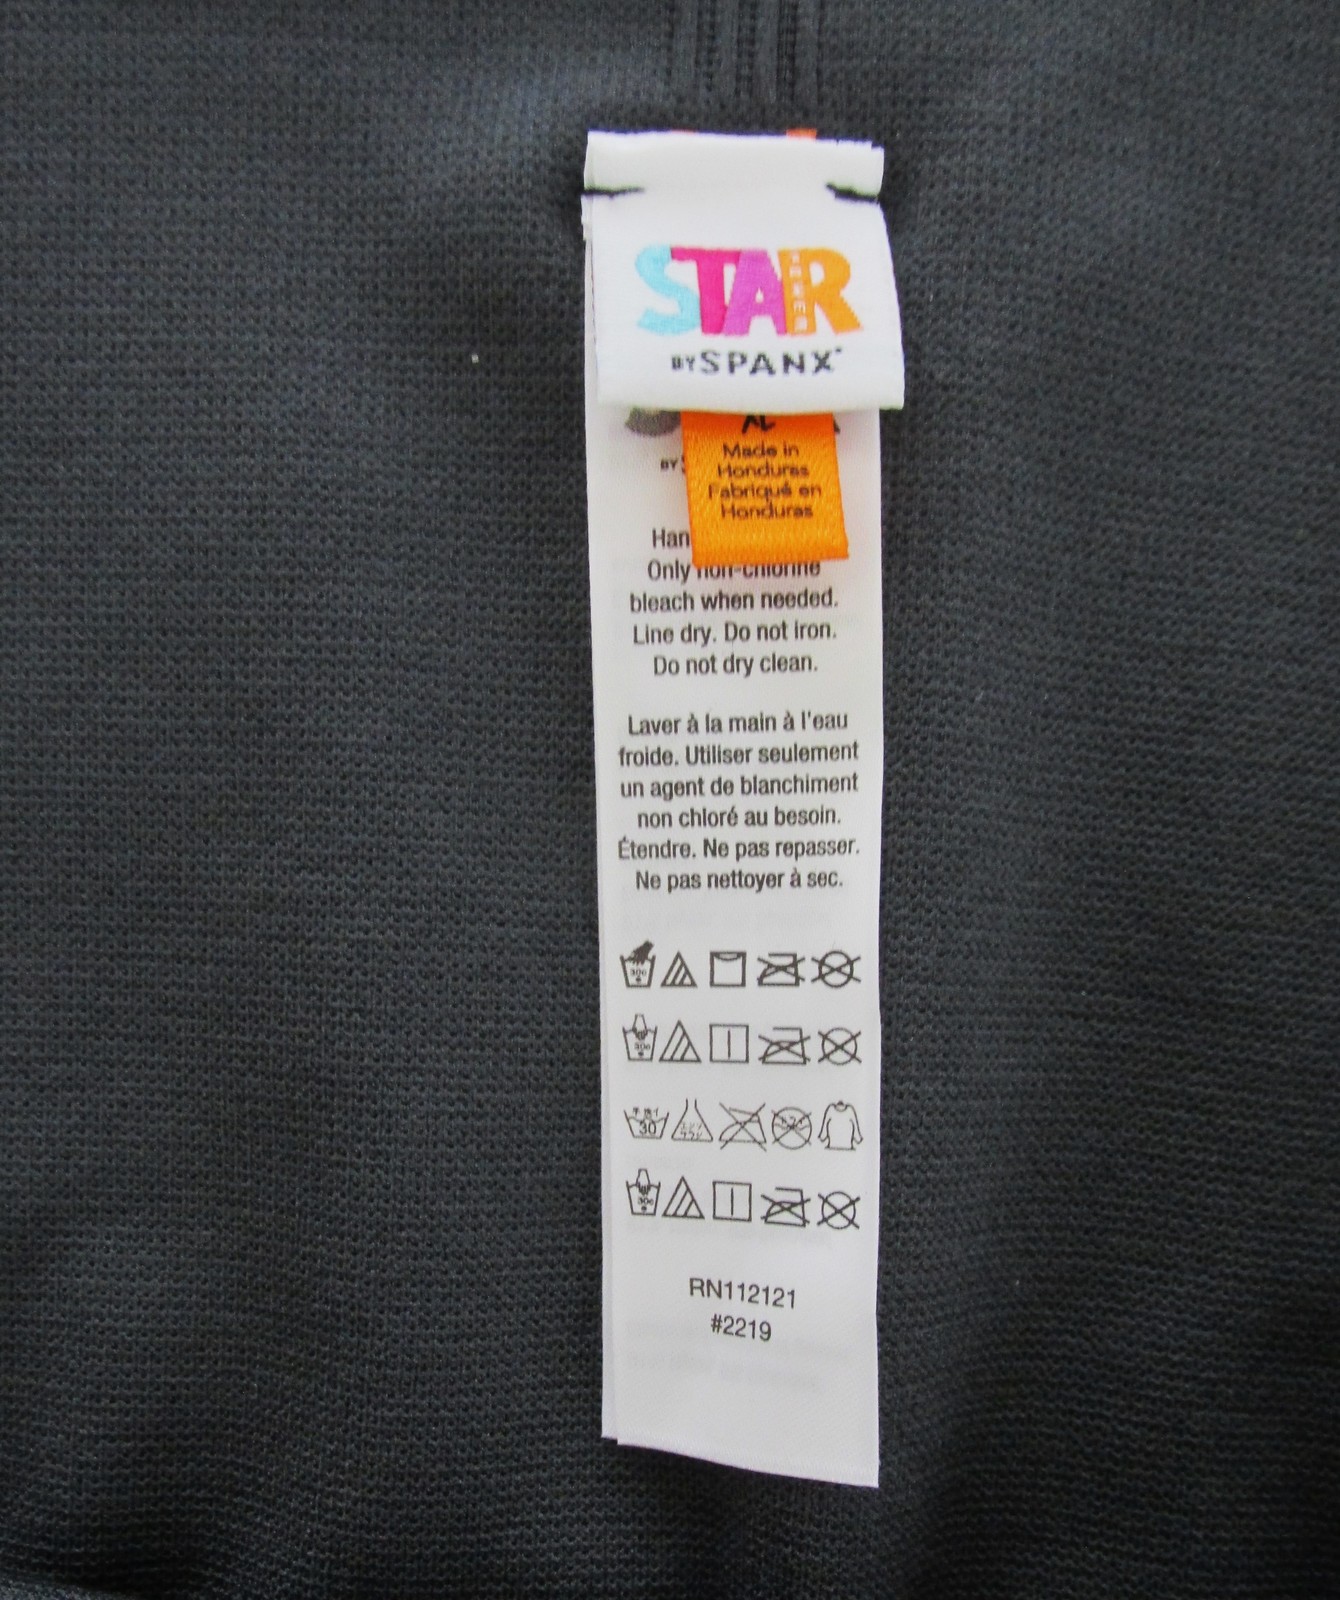 STAR
POWER
BY SPANX
XL
Made in
Honduras
Fabriqué en
Honduras
BY
Only non-chlorine
bleach when needed.
Line dry. Do not iron.
Do not dry clean.
Laver à la main à l'eau
froide. Utiliser seulement
un agent de blanchiment
non chloré au besoin.
Étendre. Ne pas repasser.
Ne pas nettoyer à sec.
30
RN112121
#2219